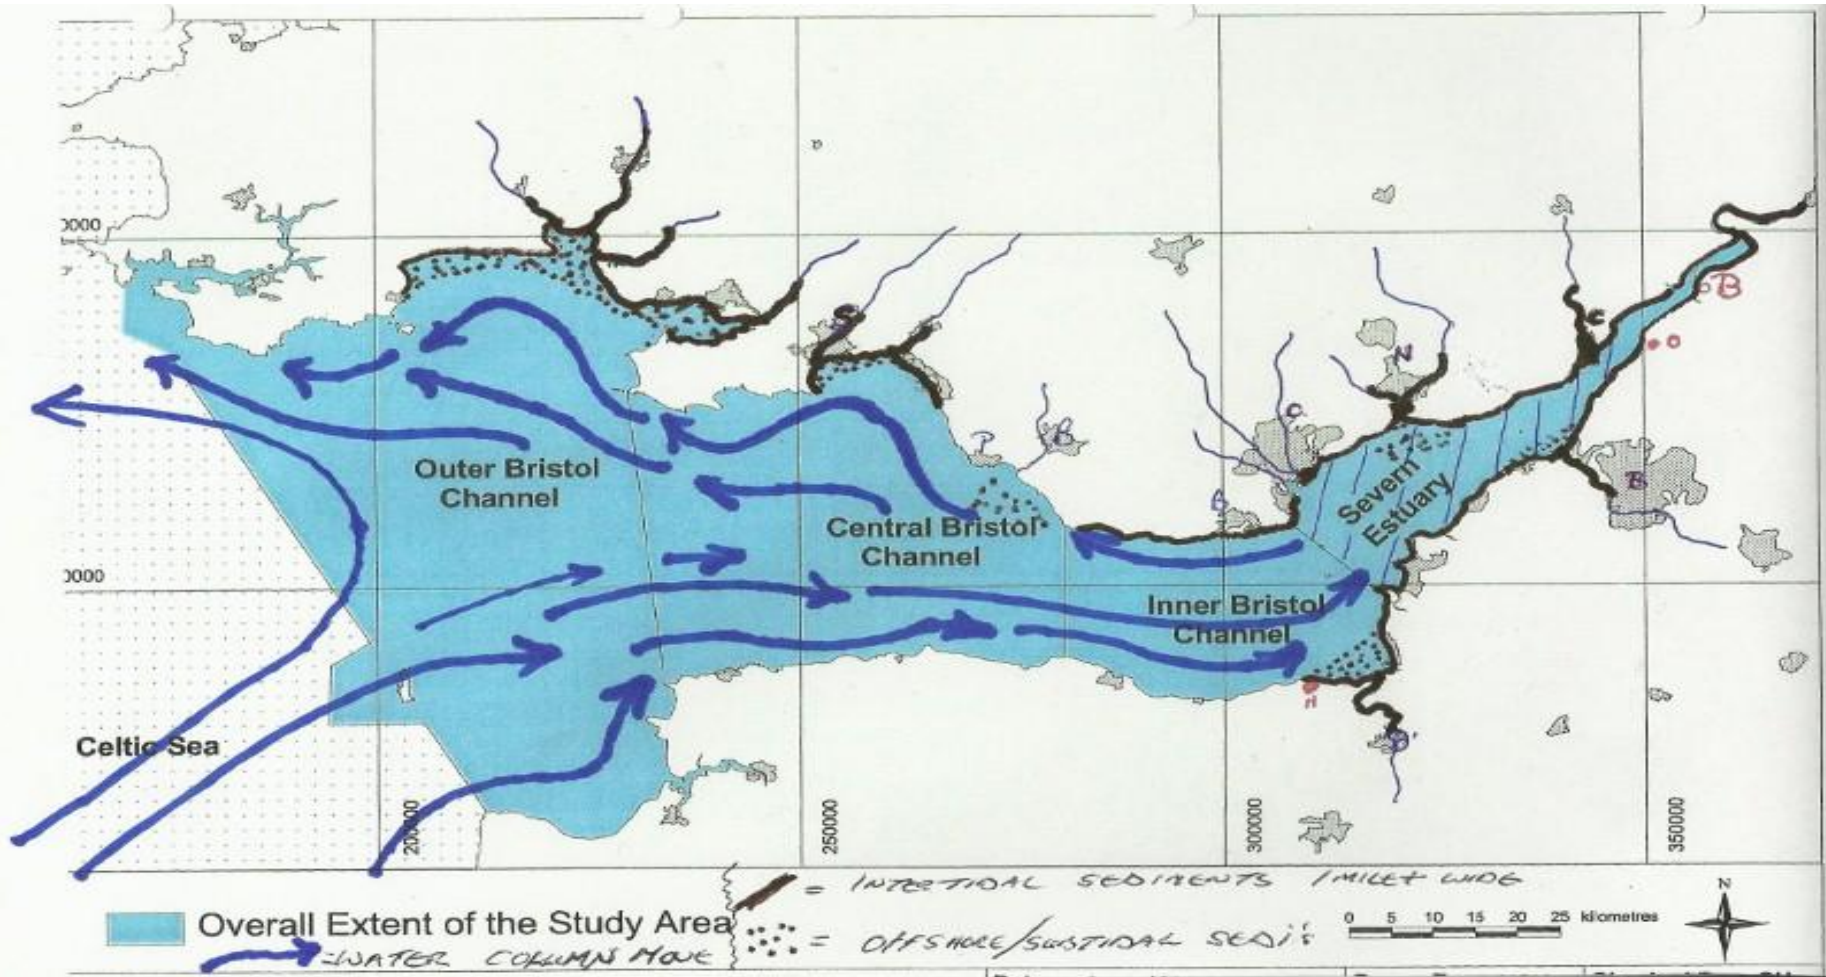 0000
Outer Bristol
Channel
Central Bristol
Channel
Severn
Estuary
Inner Bristol
Channel
0000
Celtic Sea
200000
250000
300000
350000
S
P
B
B
C
N
C
B
O
B
H
B
N
= INTERTIDAL SEDIMENTS 1MILE+ WIDE
Overall Extent of the Study Area
= OFFSHORE/SUBTIDAL SEDI's
=WATER COLUMN MOVE
0 5 10 15 20 25 kilometres